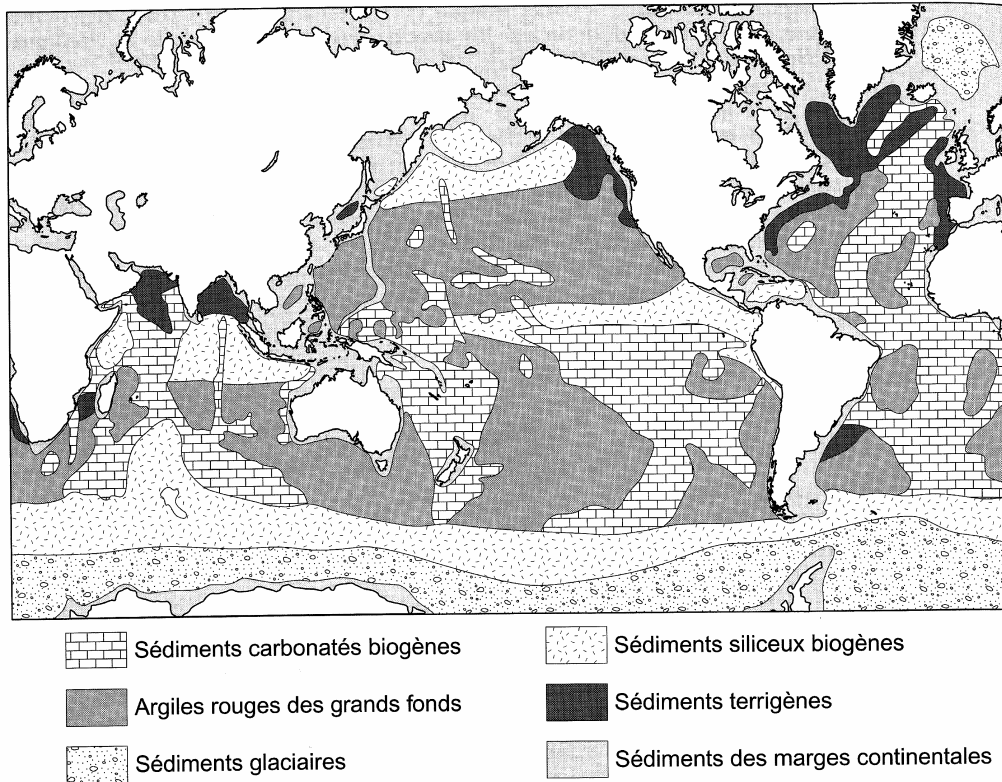 Sédiments carbonatés biogènes
Sédiments siliceux biogènes
Argiles rouges des grands fonds
Sédiments terrigènes
Sédiments glaciaires
Sédiments des marges continentales